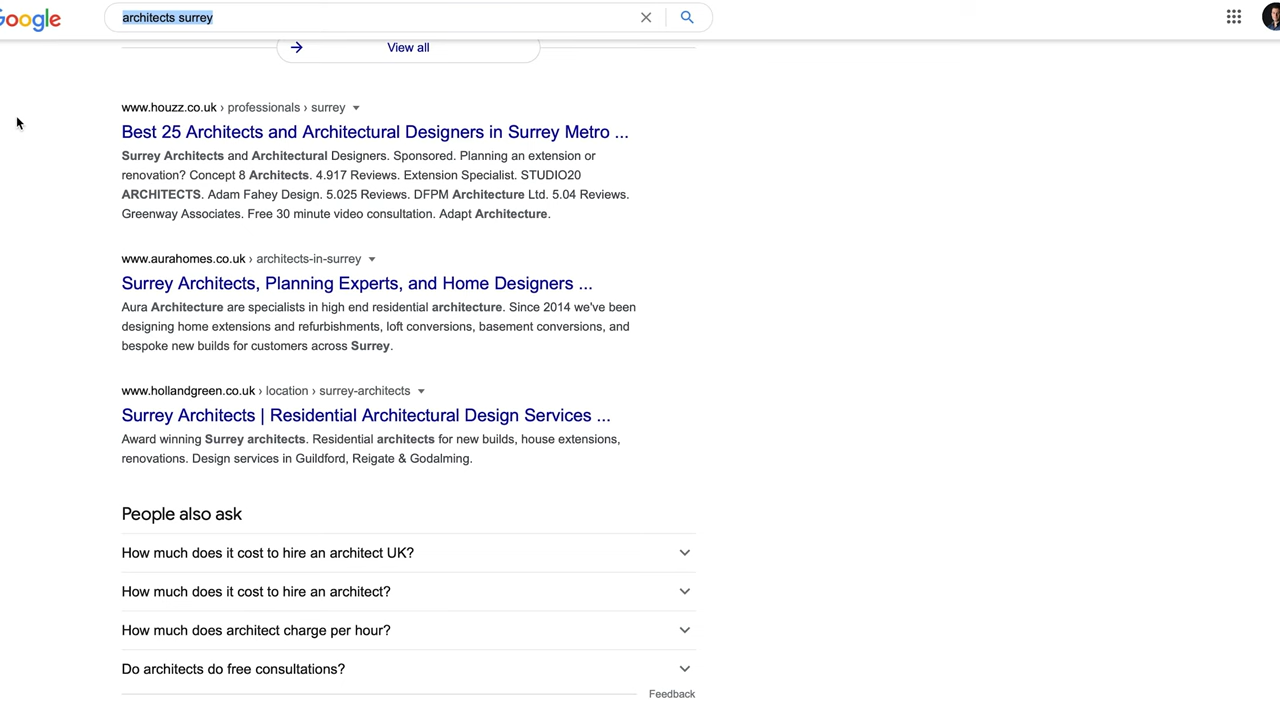 Google
architects surrey
View all
www.houzz.co.uk › professionals › surrey
Best 25 Architects and Architectural Designers in Surrey Metro ...
Surrey Architects and Architectural Designers. Sponsored. Planning an extension or
renovation? Concept 8 Architects. 4.917 Reviews. Extension Specialist. STUDIO20
ARCHITECTS. Adam Fahey Design. 5.025 Reviews. DFPM Architecture Ltd. 5.04 Reviews.
Greenway Associates. Free 30 minute video consultation. Adapt Architecture.
www.aurahomes.co.uk › architects-in-surrey
Surrey Architects, Planning Experts, and Home Designers ...
Aura Architecture are specialists in high end residential architecture. Since 2014 we've been
designing home extensions and refurbishments, loft conversions, basement conversions, and
bespoke new builds for customers across Surrey.
www.hollandgreen.co.uk › location › surrey-architects
Surrey Architects | Residential Architectural Design Services ...
Award winning Surrey architects. Residential architects for new builds, house extensions,
renovations. Design services in Guildford, Reigate & Godalming.
People also ask
How much does it cost to hire an architect UK?
How much does it cost to hire an architect?
How much does architect charge per hour?
Do architects do free consultations?
Feedback